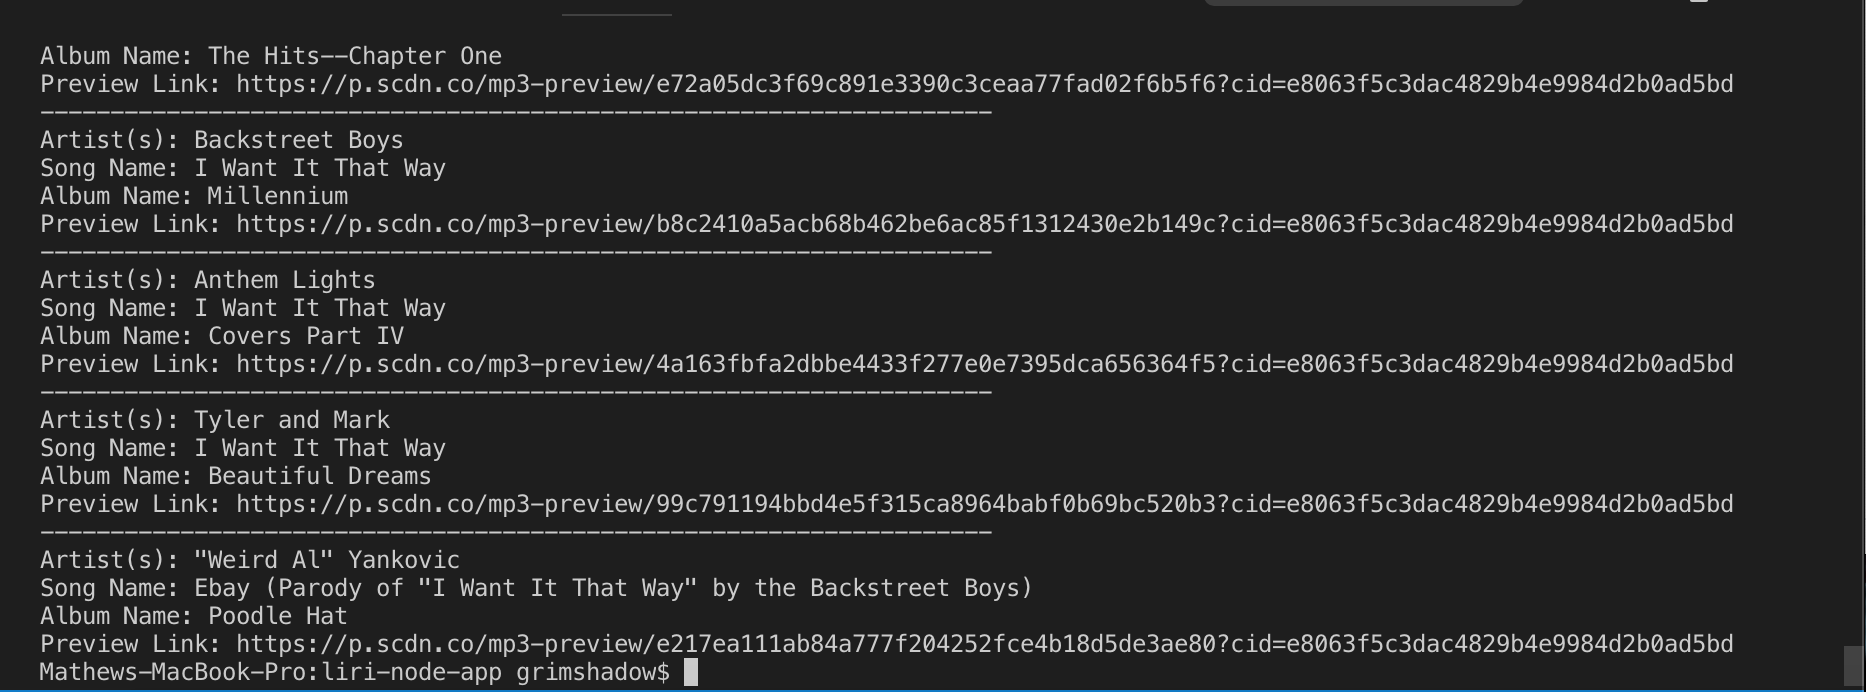 Album Name: The Hits--Chapter One
Preview Link: https://p.scdn.co/mp3-preview/e72a05dc3f69c891e3390c3ceaa77fad02f6b5f6?cid=e8063f5c3dac4829b4e9984d2b0ad5bd
--------------------------------------------------------------------
Artist(s): Backstreet Boys
Song Name: I Want It That Way
Album Name: Millennium
Preview Link: https://p.scdn.co/mp3-preview/b8c2410a5acb68b462be6ac85f1312430e2b149c?cid=e8063f5c3dac4829b4e9984d2b0ad5bd
--------------------------------------------------------------------
Artist(s): Anthem Lights
Song Name: I Want It That Way
Album Name: Covers Part IV
Preview Link: https://p.scdn.co/mp3-preview/4a163fbfa2dbbe4433f277e0e7395dca656364f5?cid=e8063f5c3dac4829b4e9984d2b0ad5bd
--------------------------------------------------------------------
Artist(s): Tyler and Mark
Song Name: I Want It That Way
Album Name: Beautiful Dreams
Preview Link: https://p.scdn.co/mp3-preview/99c791194bbd4e5f315ca8964babf0b69bc520b3?cid=e8063f5c3dac4829b4e9984d2b0ad5bd
--------------------------------------------------------------------
Artist(s): "Weird Al" Yankovic
Song Name: Ebay (Parody of "I Want It That Way" by the Backstreet Boys)
Album Name: Poodle Hat
Preview Link: https://p.scdn.co/mp3-preview/e217ea111ab84a777f204252fce4b18d5de3ae80?cid=e8063f5c3dac4829b4e9984d2b0ad5bd
Mathews-MacBook-Pro:liri-node-app grimshadow$